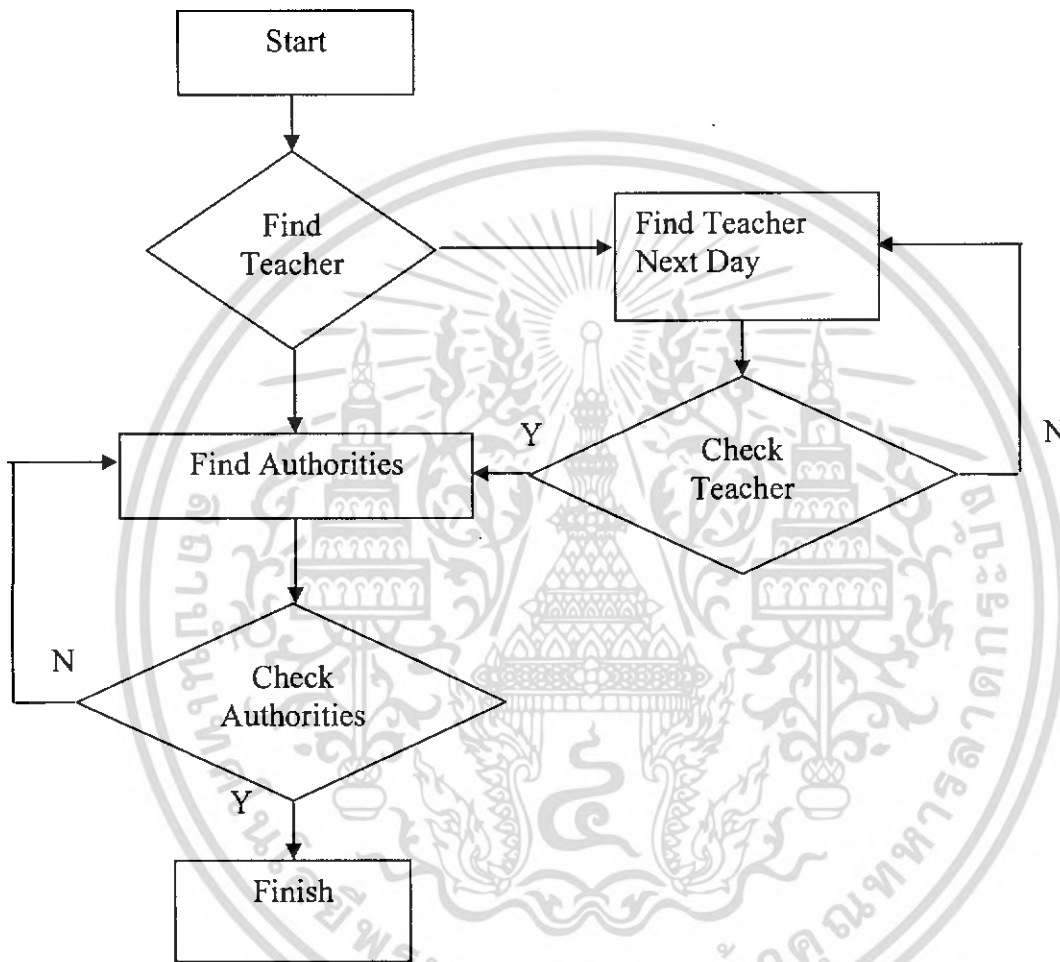 Start
Find
Teacher
Find Teacher
Next Day
Find Authorities
Y
Check
Teacher
N
N
Check
Authorities
Y
Finish